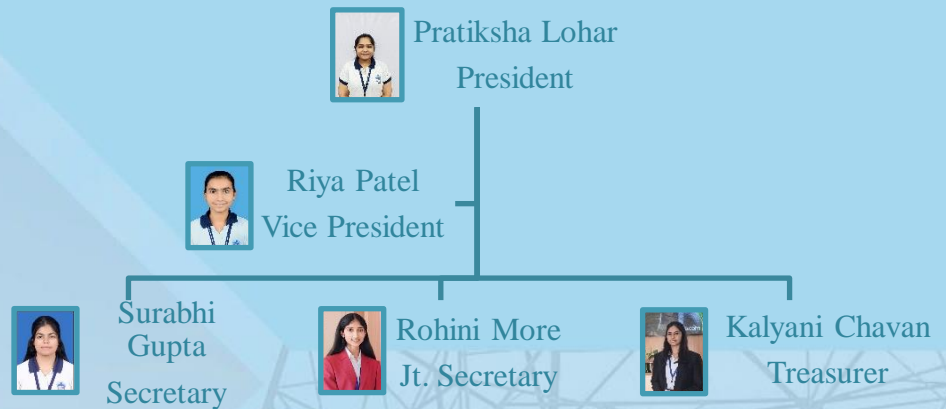 Pratiksha Lohar
President
Riya Patel
Vice President
Surabhi
Gupta
Secretary
Rohini More
Jt. Secretary
Kalyani Chavan
Treasurer